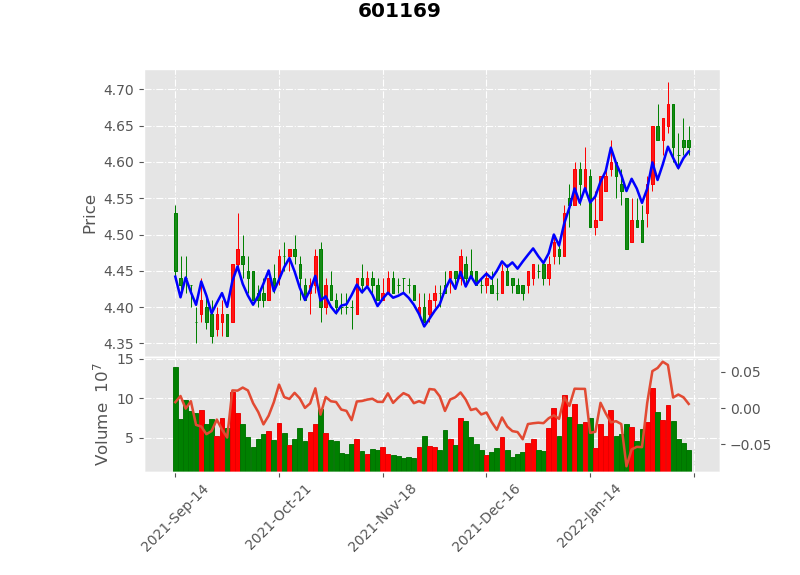 601169
4.70
4.65
4.60
4.55
4.50
4.45
4.40
4.35
Price
15
10
5
Volume 10^7
0.05
0.00
−0.05
2021-Sep-14
2021-Oct-21
2021-Nov-18
2021-Dec-16
2022-Jan-14